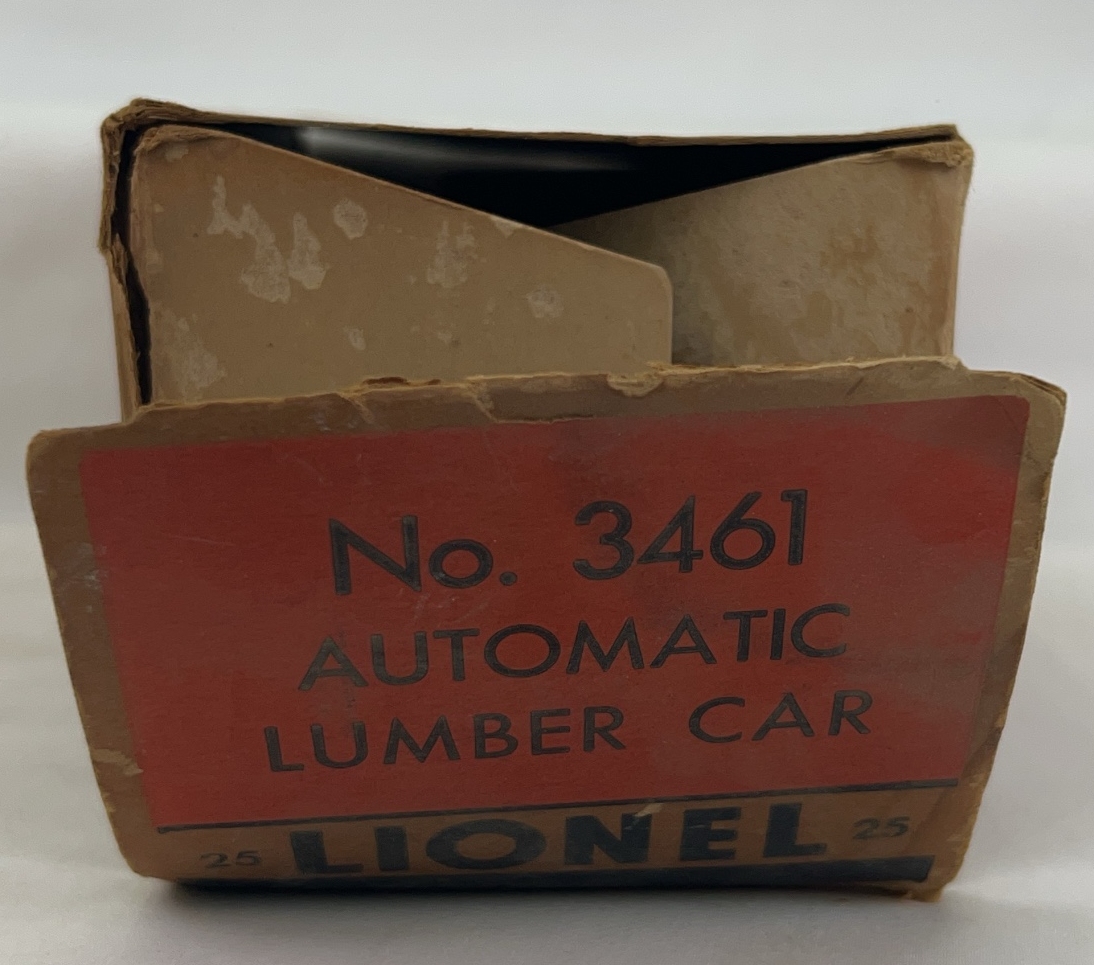 No. 3461
AUTOMATIC
LUMBER CAR
25 LIONEL 25